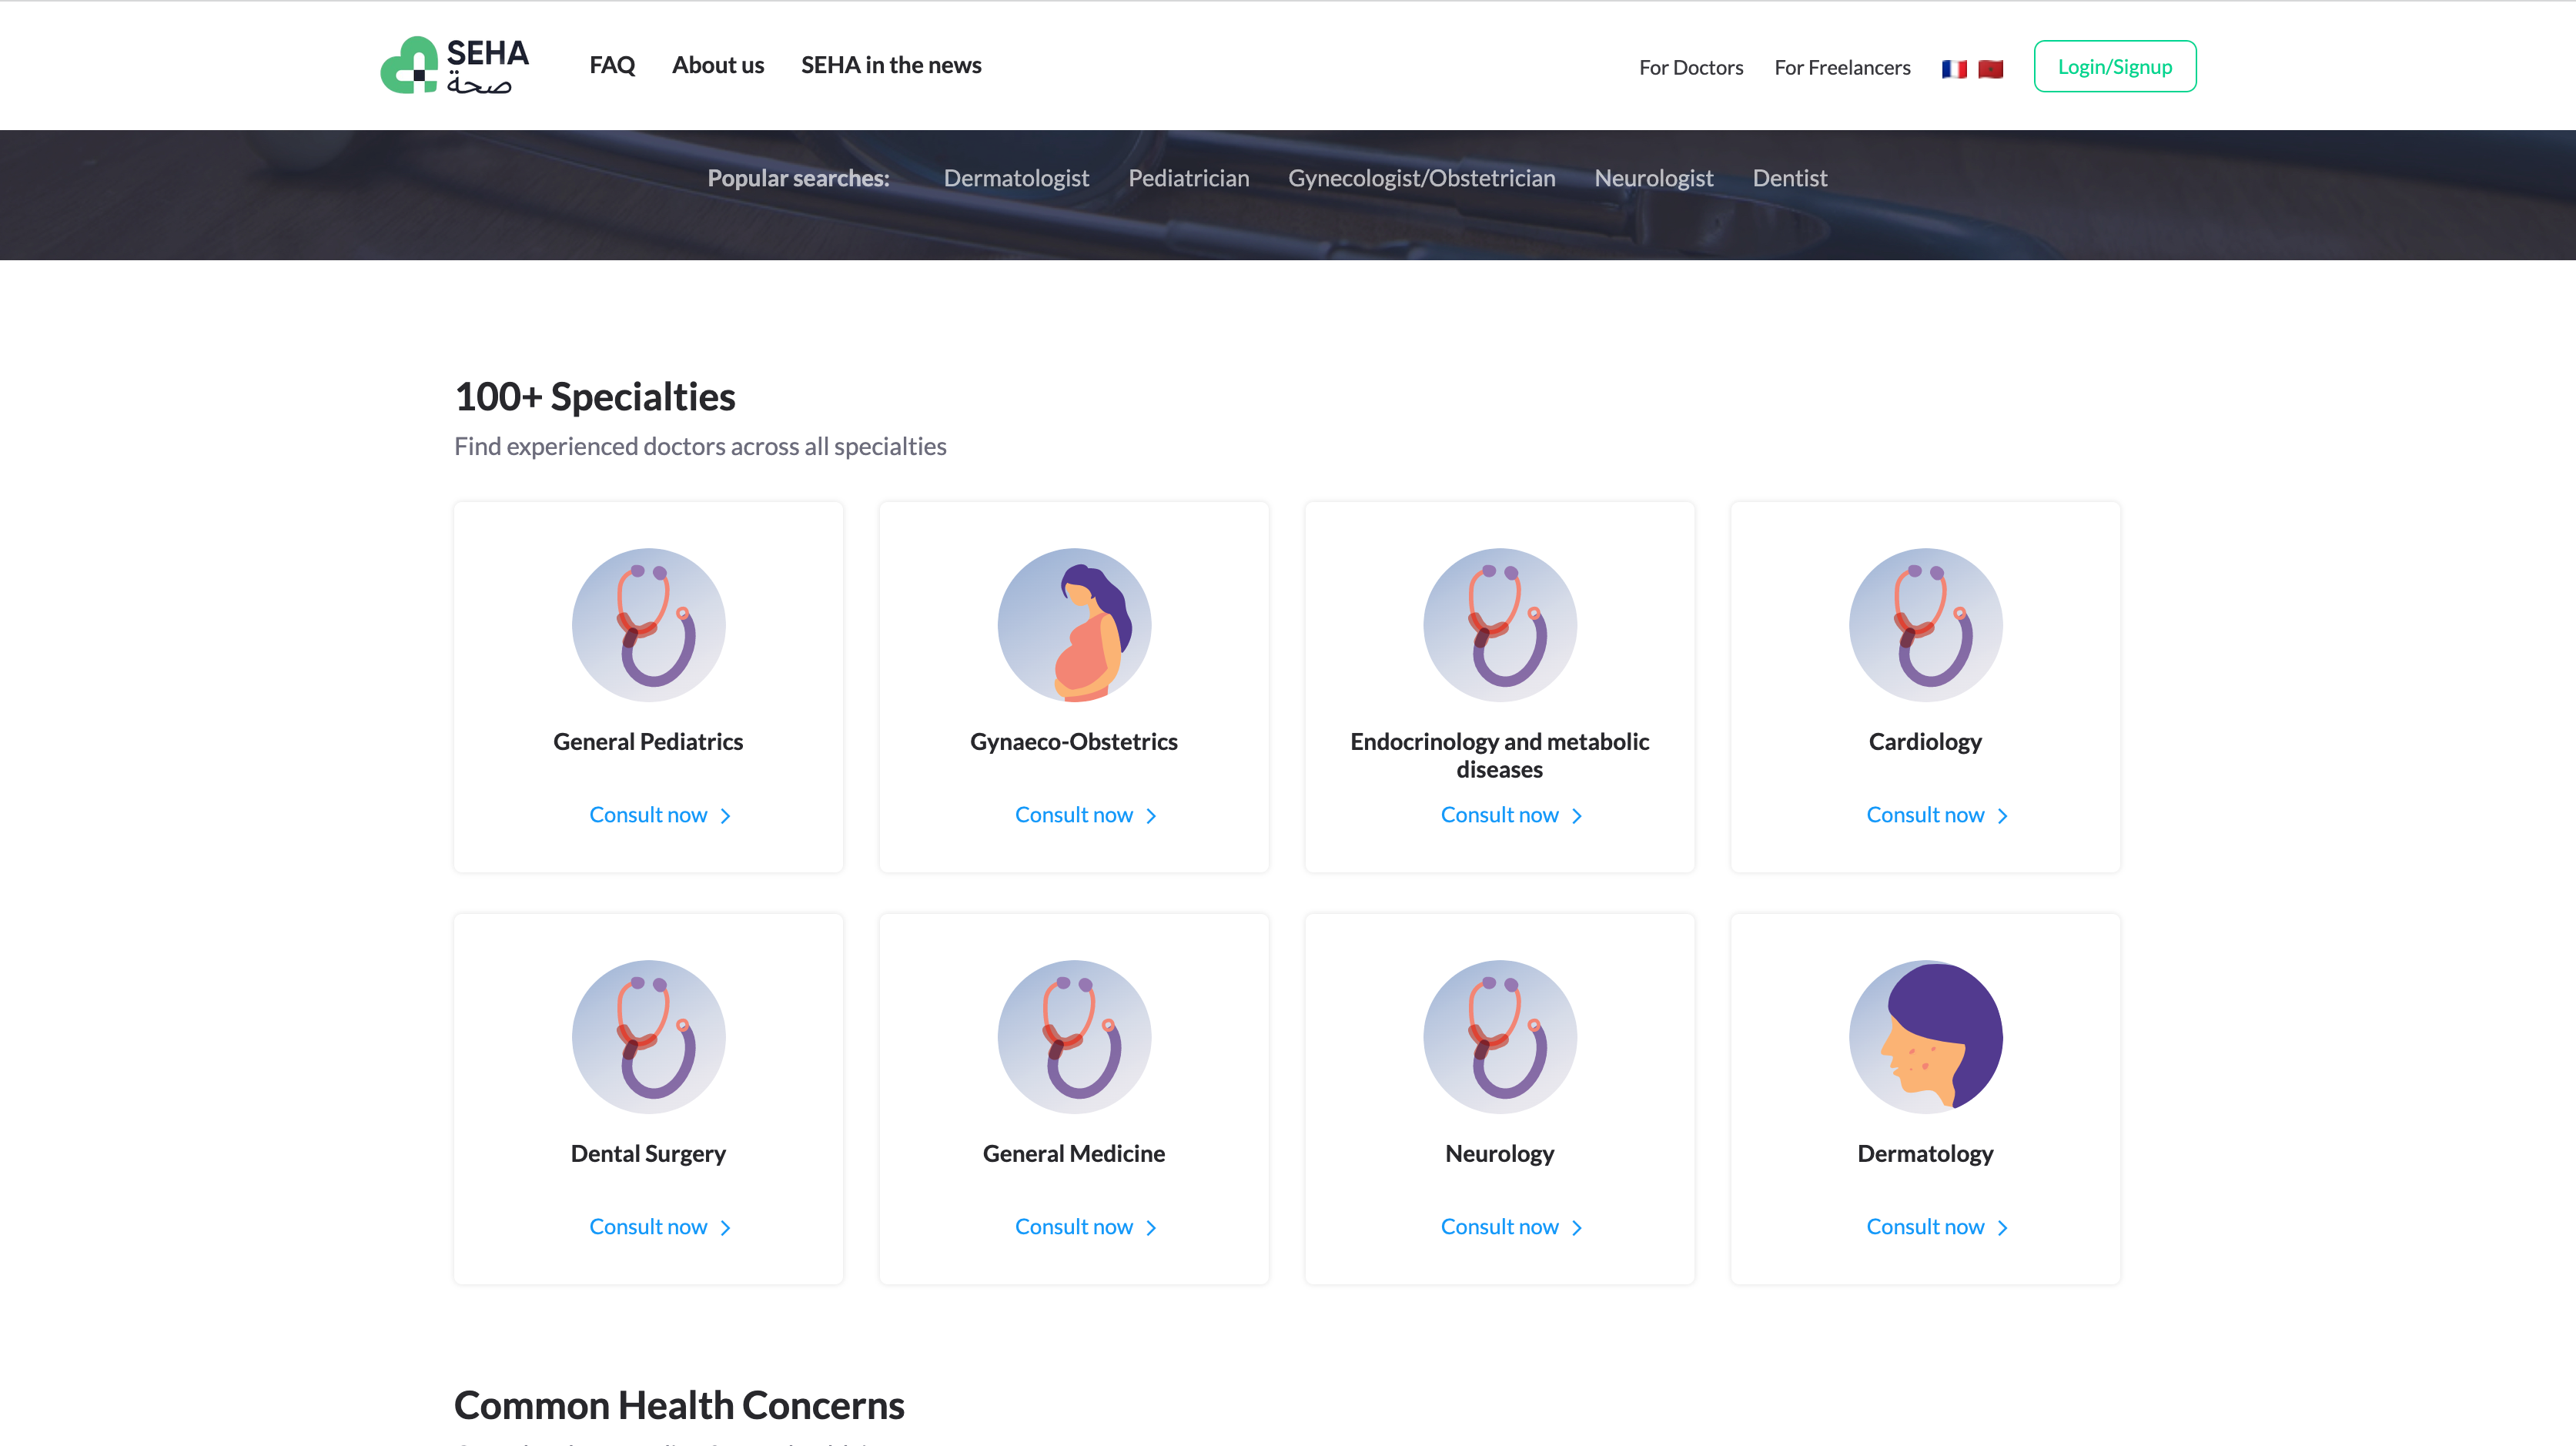 SEHA
صحة
FAQ About us SEHA in the news
For Doctors For Freelancers Login/Signup
Popular searches: Dermatologist Pediatrician Gynecologist/Obstetrician Neurologist Dentist
100+ Specialties
Find experienced doctors across all specialties
General Pediatrics
Consult now
Gynaeco-Obstetrics
Consult now
Endocrinology and metabolic
diseases
Consult now
Cardiology
Consult now
Dental Surgery
Consult now
General Medicine
Consult now
Neurology
Consult now
Dermatology
Consult now
Common Health Concerns